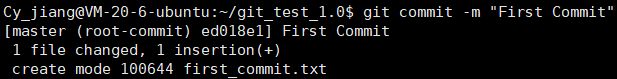 Cy_jiang@VM-20-6-ubuntu:~/git_test_1.0$ git commit -m "First Commit"
[master (root-commit) ed018e1] First Commit
 1 file changed, 1 insertion(+)
 create mode 100644 first_commit.txt